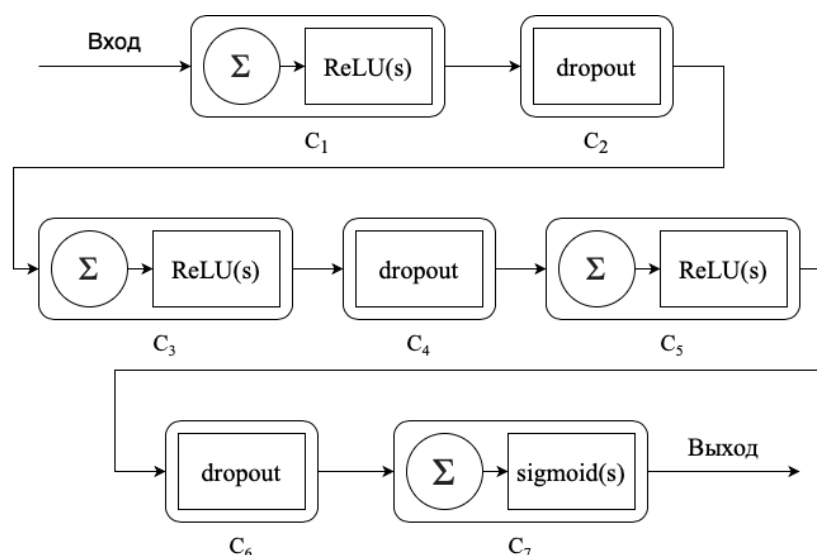 Вход
Σ ReLU(s) dropout
C₁ C₂
Σ ReLU(s) dropout Σ ReLU(s)
C₃ C₄ C₅
dropout Σ sigmoid(s) Выход
C₆ C₇